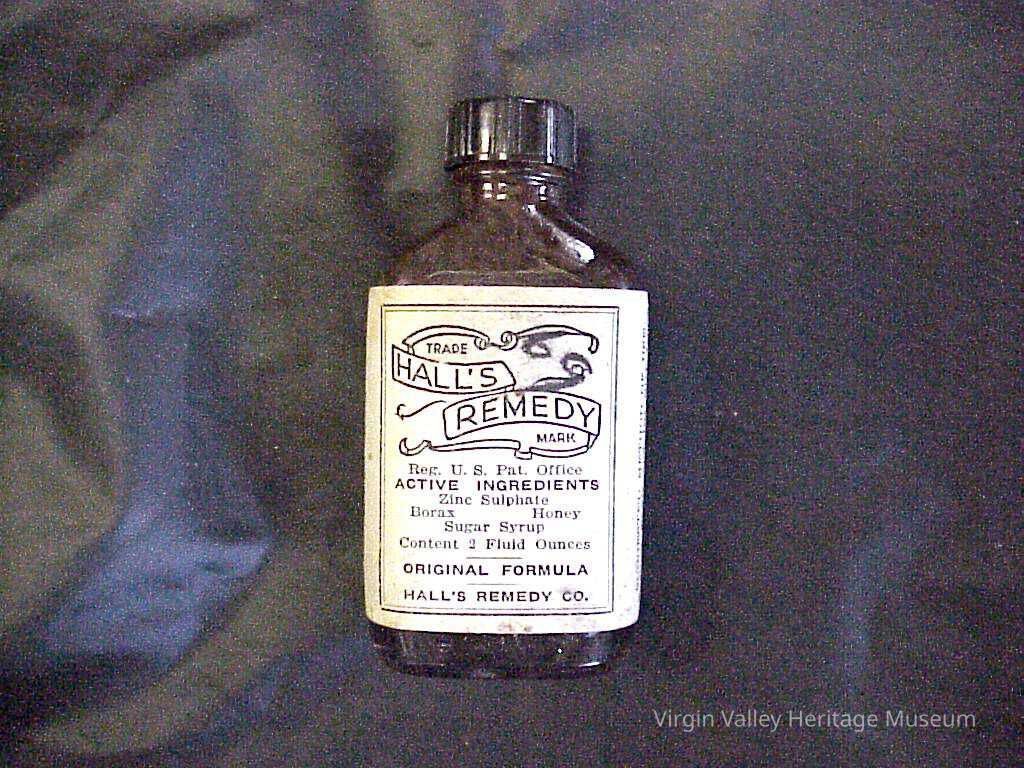 TRADE
HALL'S
REMEDY
MARK
Reg. U. S. Pat. Office
ACTIVE INGREDIENTS
Zinc Sulphate
Borax Honey
Sugar Syrup
Content 2 Fluid Ounces
ORIGINAL FORMULA
HALL'S REMEDY CO.
Virgin Valley Heritage Museum